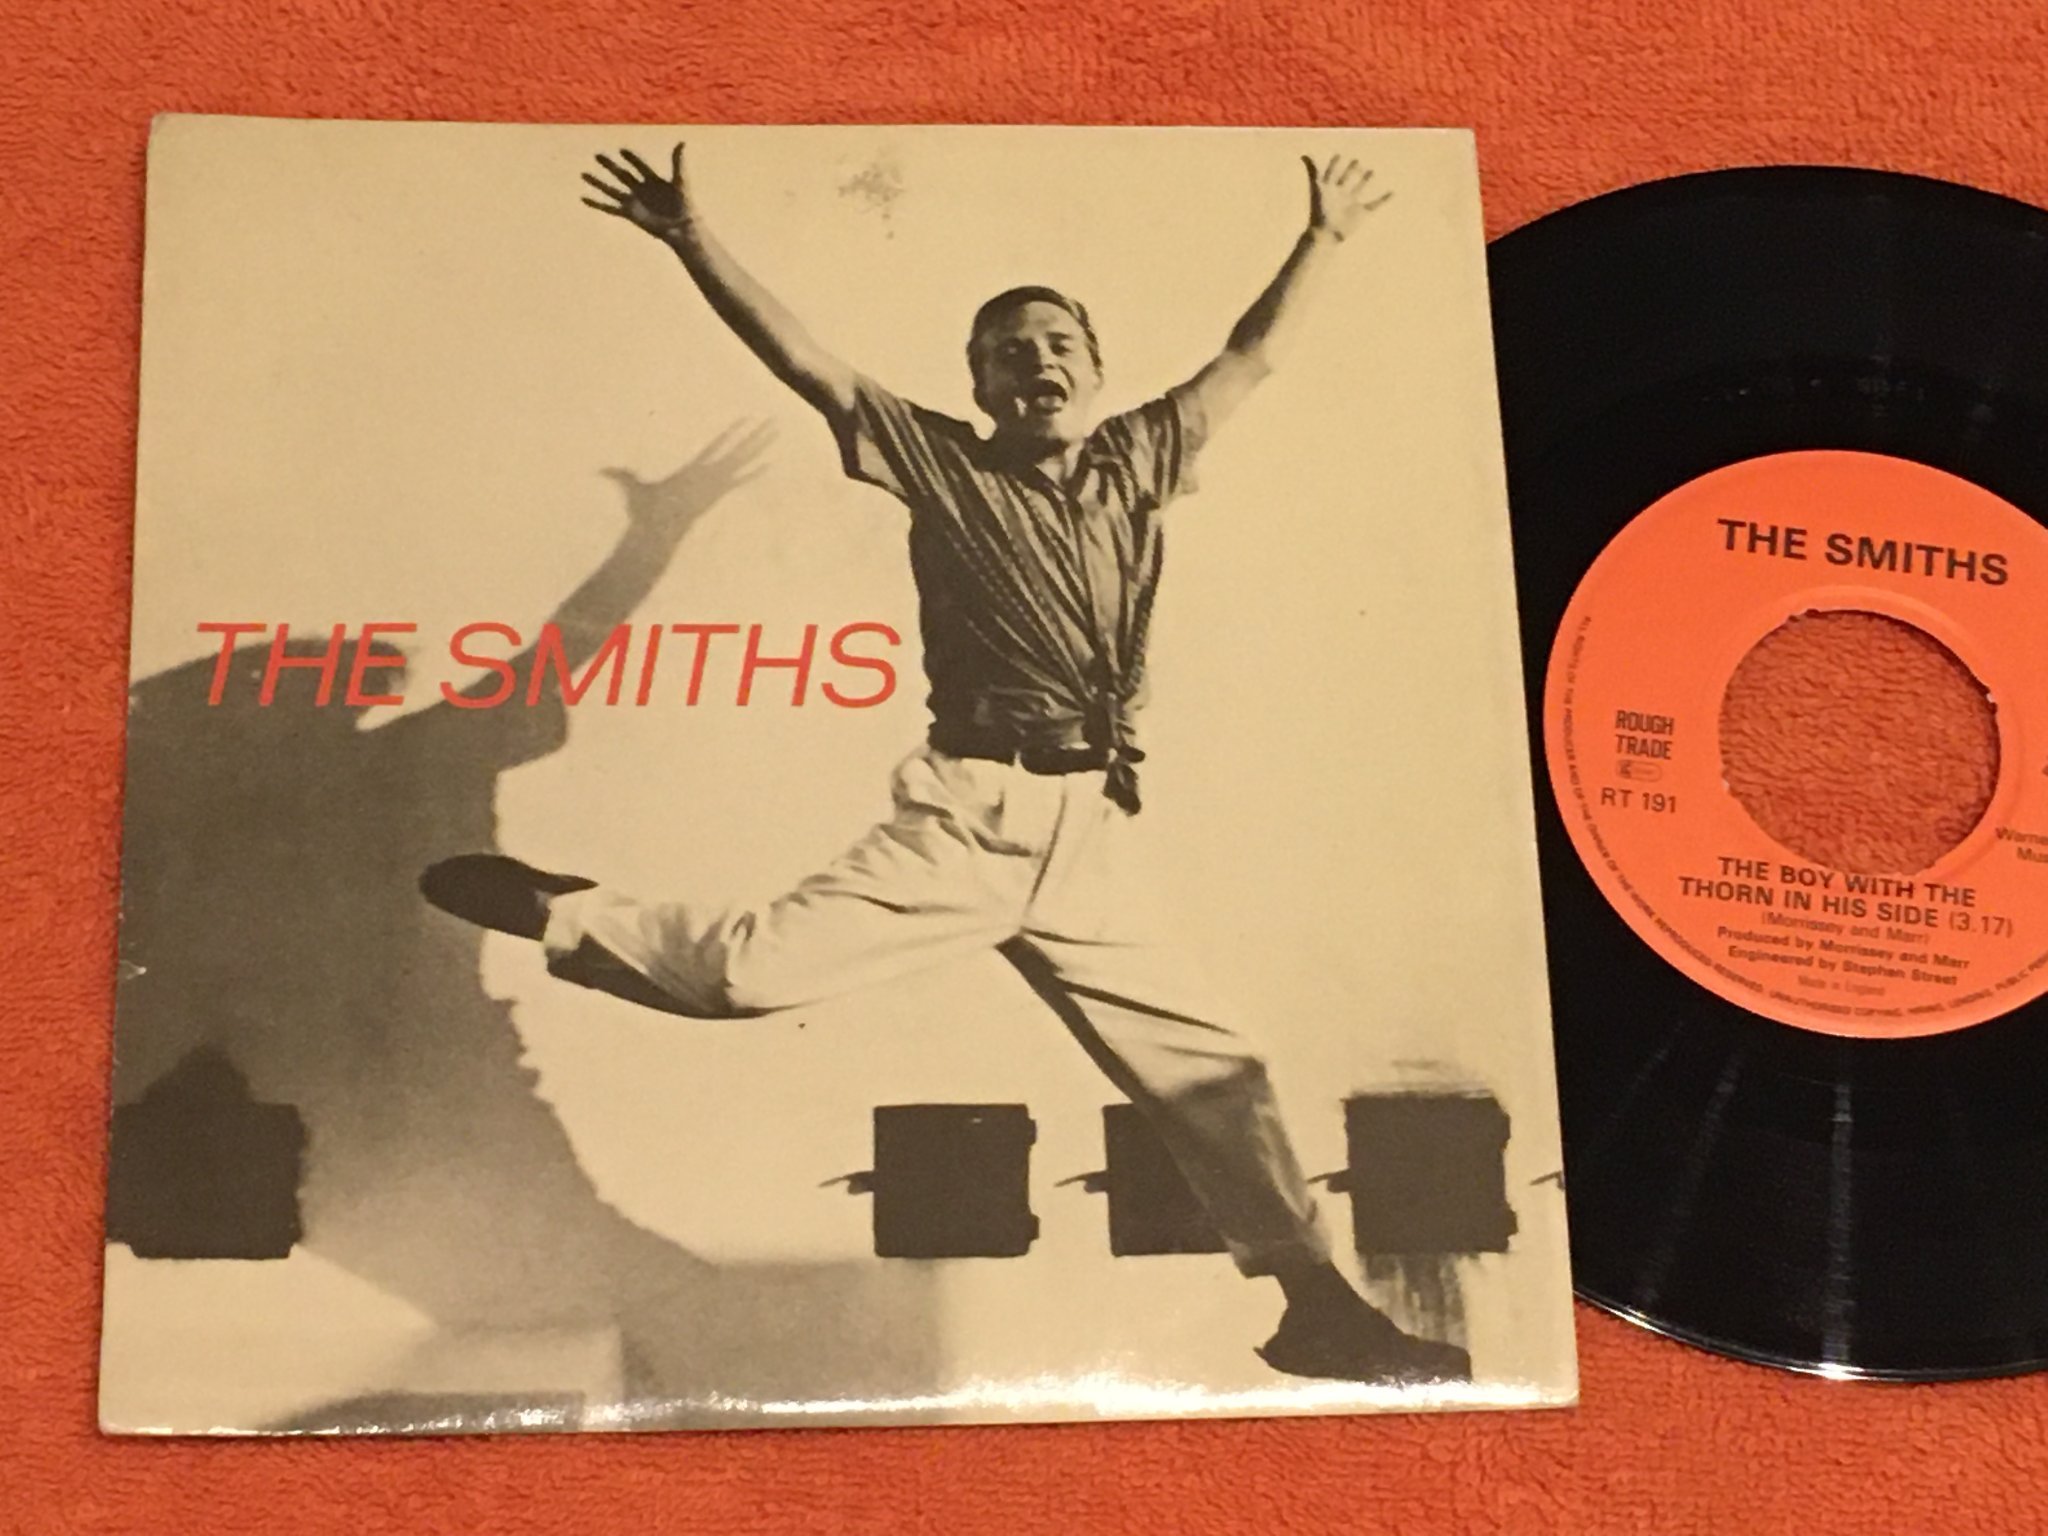 THE SMITHS
THE SMITHS
ROUGH
TRADE
RT 191
THE BOY WITH THE
THORN IN HIS SIDE (3.17)
(Morrissey and Marr)
Produced by Morrissey and Marr
Engineered by Stephen Street
Made in England